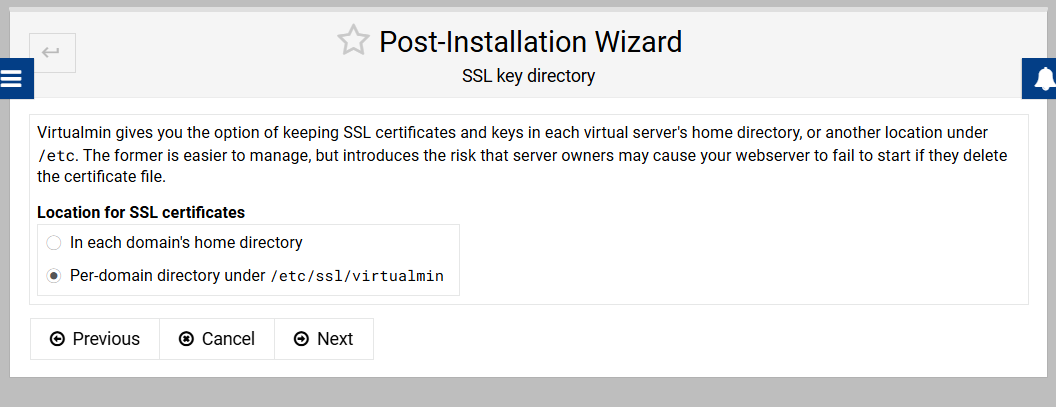 Post-Installation Wizard
SSL key directory
Virtualmin gives you the option of keeping SSL certificates and keys in each virtual server's home directory, or another location under
/etc. The former is easier to manage, but introduces the risk that server owners may cause your webserver to fail to start if they delete
the certificate file.
Location for SSL certificates
In each domain's home directory
Per-domain directory under /etc/ssl/virtualmin
Previous Cancel Next